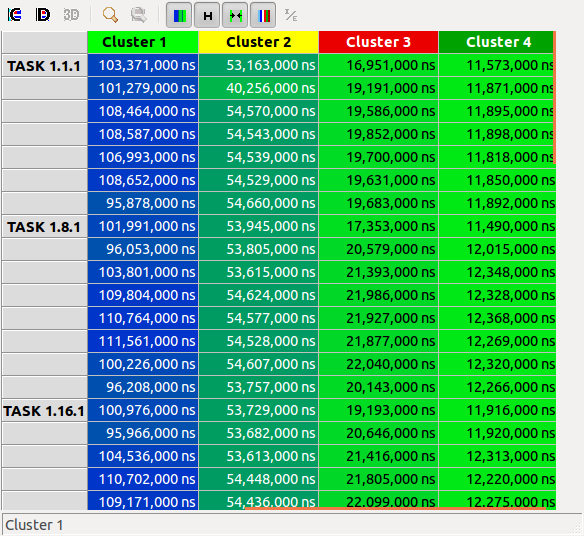 3D H I/E
Cluster 1 Cluster 2 Cluster 3 Cluster 4
TASK 1.1.1 103,371,000 ns 53,163,000 ns 16,951,000 ns 11,573,000 ns
101,279,000 ns 40,256,000 ns 19,191,000 ns 11,871,000 ns
108,464,000 ns 54,570,000 ns 19,586,000 ns 11,895,000 ns
108,587,000 ns 54,543,000 ns 19,852,000 ns 11,898,000 ns
106,993,000 ns 54,539,000 ns 19,700,000 ns 11,818,000 ns
108,652,000 ns 54,529,000 ns 19,631,000 ns 11,850,000 ns
95,878,000 ns 54,660,000 ns 19,683,000 ns 11,892,000 ns
TASK 1.8.1 101,991,000 ns 53,945,000 ns 17,353,000 ns 11,490,000 ns
96,053,000 ns 53,805,000 ns 20,579,000 ns 12,015,000 ns
103,801,000 ns 53,615,000 ns 21,393,000 ns 12,348,000 ns
109,804,000 ns 54,624,000 ns 21,986,000 ns 12,328,000 ns
110,764,000 ns 54,577,000 ns 21,927,000 ns 12,368,000 ns
111,561,000 ns 54,528,000 ns 21,877,000 ns 12,269,000 ns
100,226,000 ns 54,607,000 ns 22,040,000 ns 12,320,000 ns
96,208,000 ns 53,757,000 ns 20,143,000 ns 12,266,000 ns
TASK 1.16.1 100,976,000 ns 53,729,000 ns 19,193,000 ns 11,916,000 ns
95,966,000 ns 53,682,000 ns 20,646,000 ns 11,920,000 ns
104,536,000 ns 53,613,000 ns 21,416,000 ns 12,313,000 ns
110,702,000 ns 54,448,000 ns 21,805,000 ns 12,220,000 ns
109,171,000 ns 54,436,000 ns 22,099,000 ns 12,275,000 ns
Cluster 1